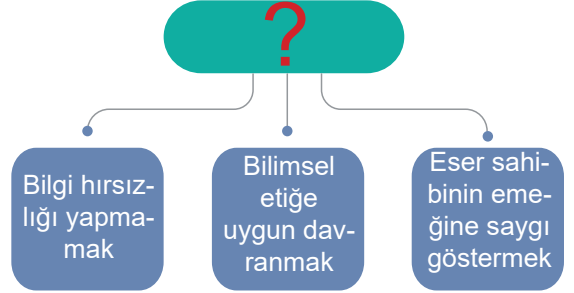 ?
Bilgi hırsız-
lığı yapma-
mak
Bilimsel
etiğe
uygun dav-
ranmak
Eser sahi-
binin eme-
ğine saygı
göstermek